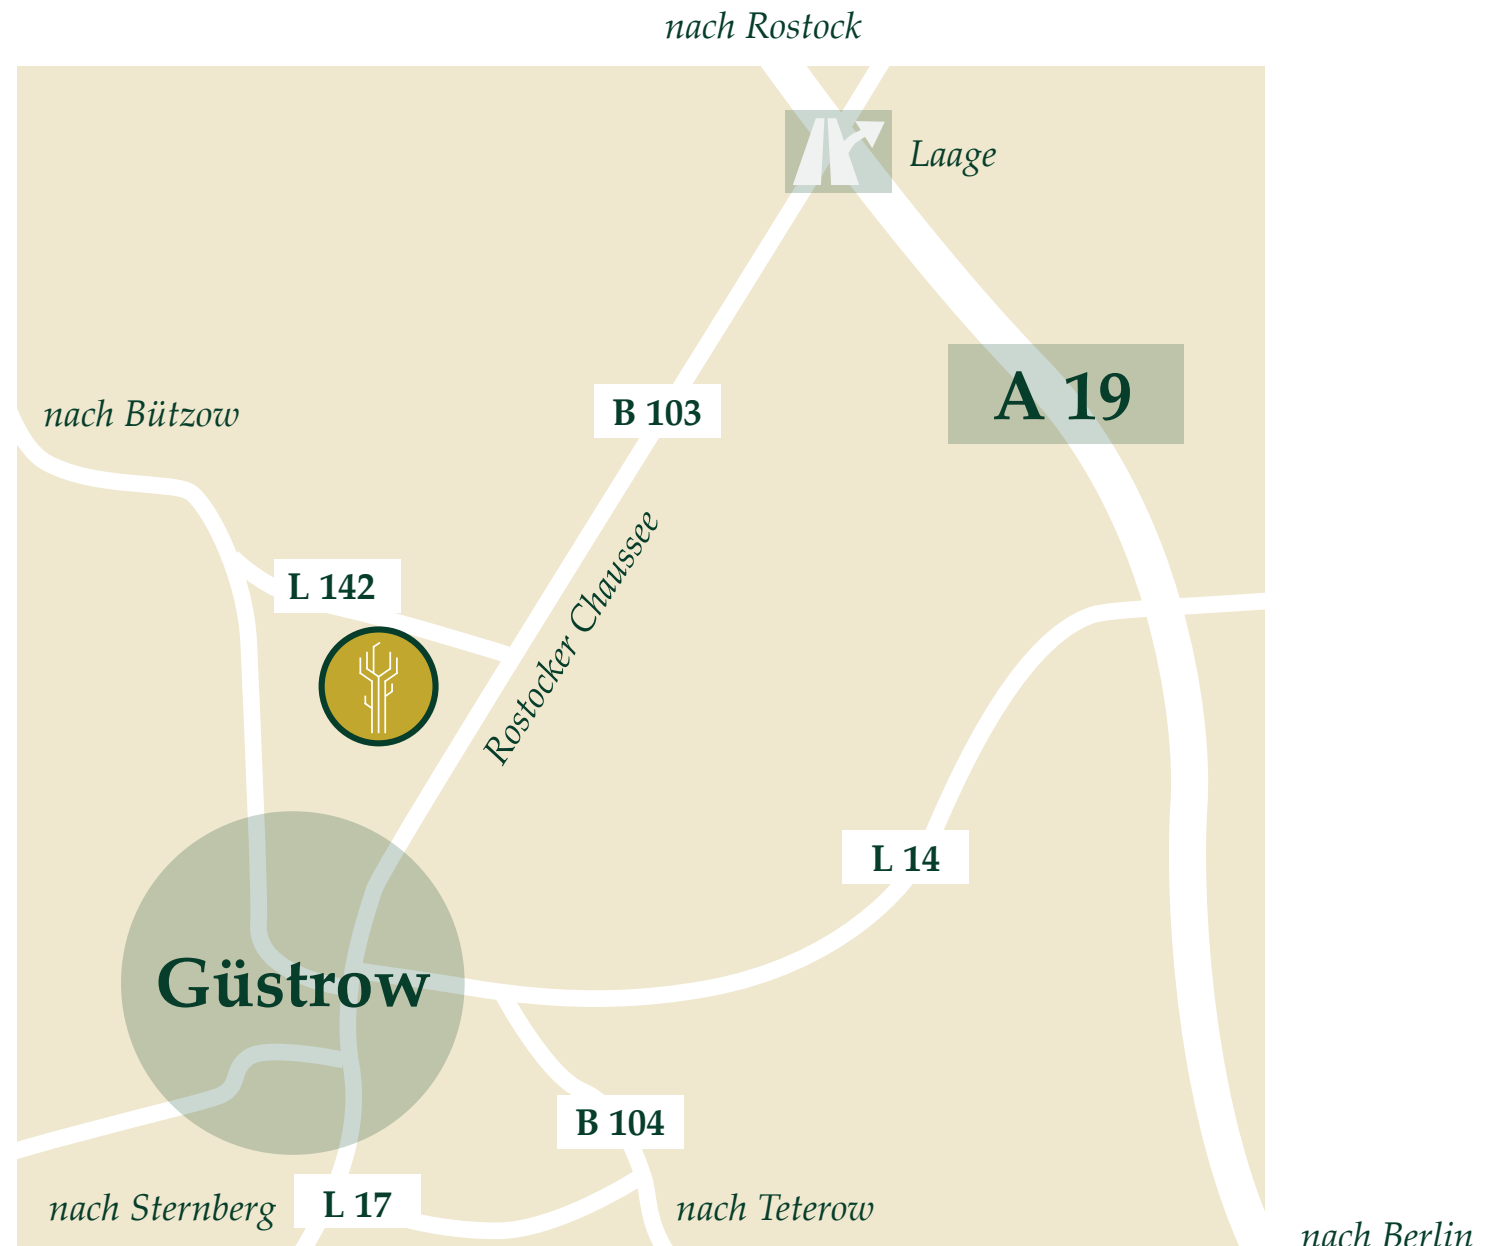 nach Rostock
Laage
A 19
B 103
nach Bützow
Rostocker Chaussee
L 142
L 14
Güstrow
B 104
L 17
nach Sternberg
nach Teterow
nach Berlin